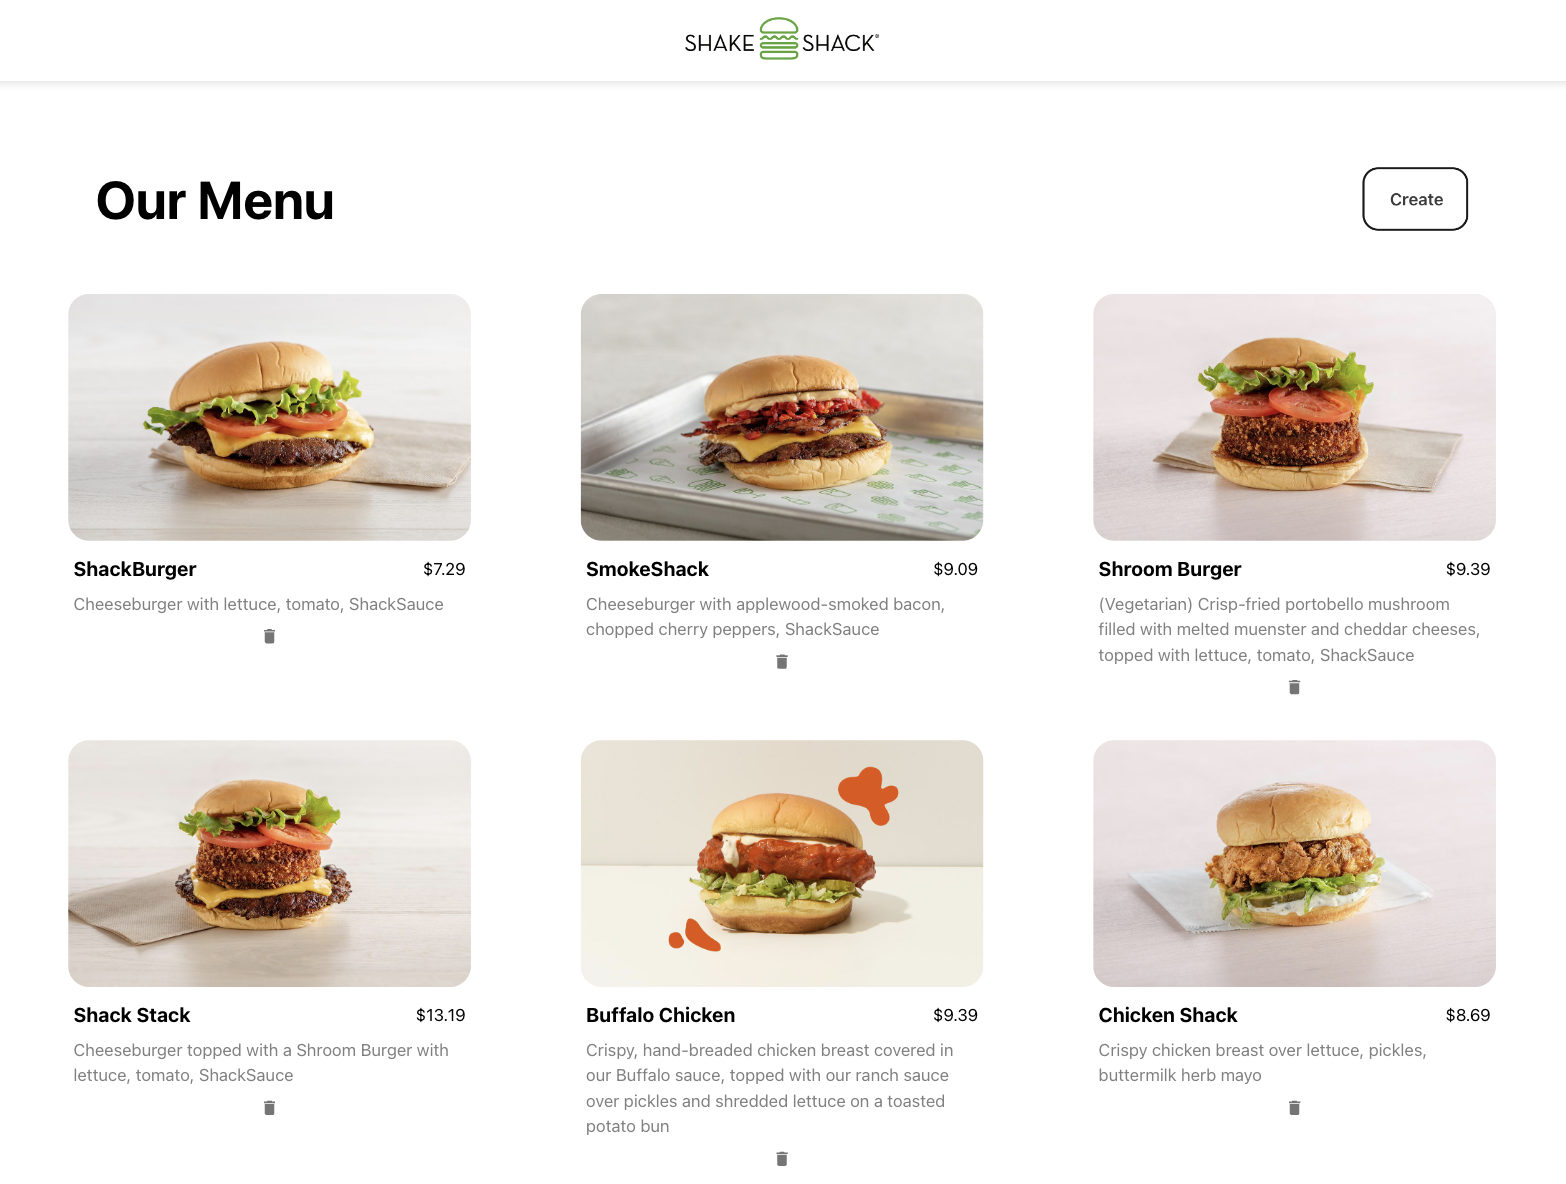 SHAKE SHACK®
Our Menu
Create
ShackBurger
$7.29
Cheeseburger with lettuce, tomato, ShackSauce
SmokeShack
$9.09
Cheeseburger with applewood-smoked bacon,
chopped cherry peppers, ShackSauce
Shroom Burger
$9.39
(Vegetarian) Crisp-fried portobello mushroom
filled with melted muenster and cheddar cheeses,
topped with lettuce, tomato, ShackSauce
Shack Stack
$13.19
Cheeseburger topped with a Shroom Burger with
lettuce, tomato, ShackSauce
Buffalo Chicken
$9.39
Crispy, hand-breaded chicken breast covered in
our Buffalo sauce, topped with our ranch sauce
over pickles and shredded lettuce on a toasted
potato bun
Chicken Shack
$8.69
Crispy chicken breast over lettuce, pickles,
buttermilk herb mayo